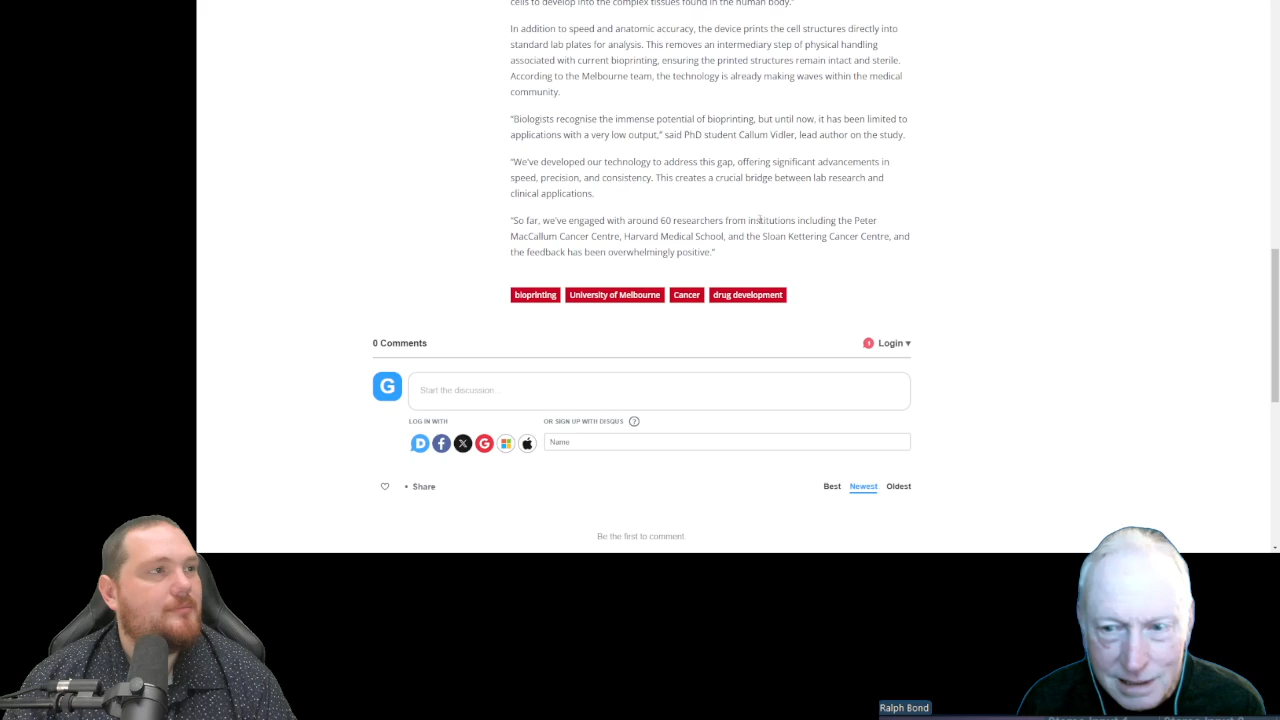 cells to develop into the complex tissues found in the human body.”
In addition to speed and anatomic accuracy, the device prints the cell structures directly into
standard lab plates for analysis. This removes an intermediary step of physical handling
associated with current bioprinting, ensuring the printed structures remain intact and sterile.
According to the Melbourne team, the technology is already making waves within the medical
community.
“Biologists recognise the immense potential of bioprinting, but until now, it has been limited to
applications with a very low output,” said PhD student Callum Vidler, lead author on the study.
“We've developed our technology to address this gap, offering significant advancements in
speed, precision, and consistency. This creates a crucial bridge between lab research and
clinical applications.
“So far, we've engaged with around 60 researchers from institutions including the Peter
MacCallum Cancer Centre, Harvard Medical School, and the Sloan Kettering Cancer Centre, and
the feedback has been overwhelmingly positive.”
bioprinting University of Melbourne Cancer drug development
0 Comments
Login
G
Start the discussion...
LOG IN WITH
OR SIGN UP WITH DISQUS ?
Name
Share
Best Newest Oldest
Be the first to comment.
Ralph Bond